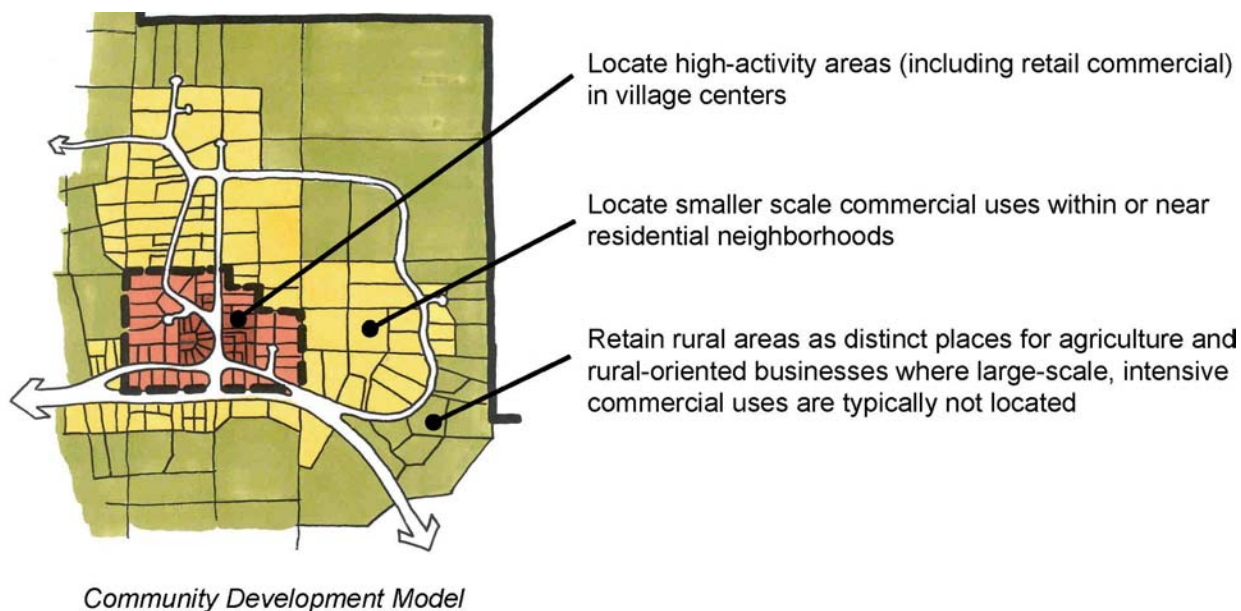 Locate high-activity areas (including retail commercial)
in village centers
Locate smaller scale commercial uses within or near
residential neighborhoods
Retain rural areas as distinct places for agriculture and
rural-oriented businesses where large-scale, intensive
commercial uses are typically not located
Community Development Model